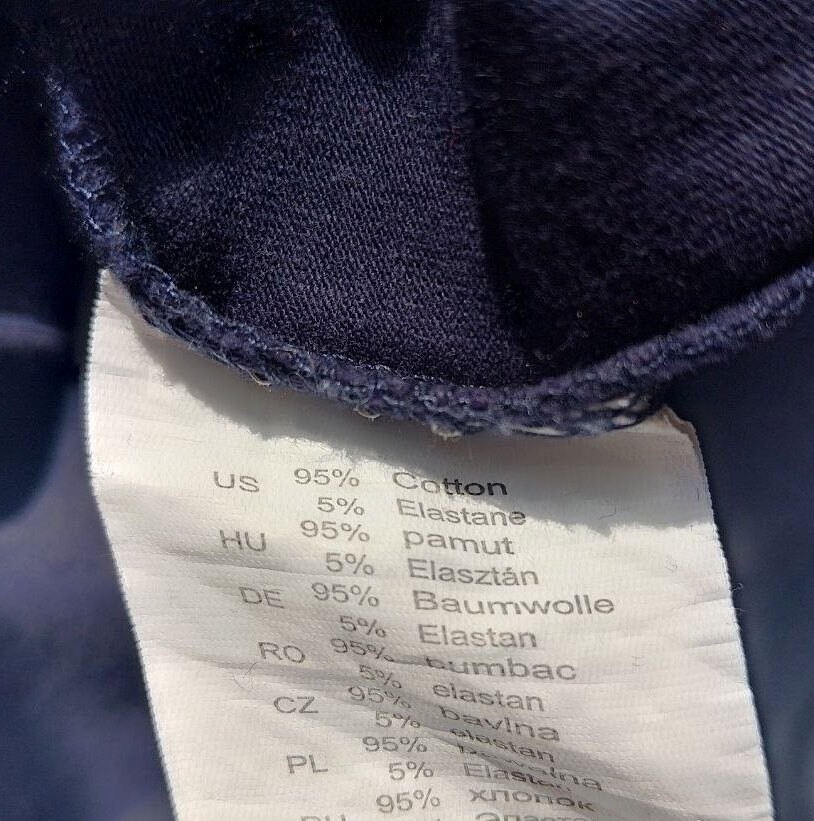 US 95% Cotton
5% Elastane
HU 95% pamut
5% Elasztán
DE 95% Baumwolle
5% Elastan
RO 95% bumbac
5% elastan
CZ 95% bavlna
5% elastan
PL 95%
5% Elastan
95% хлопок